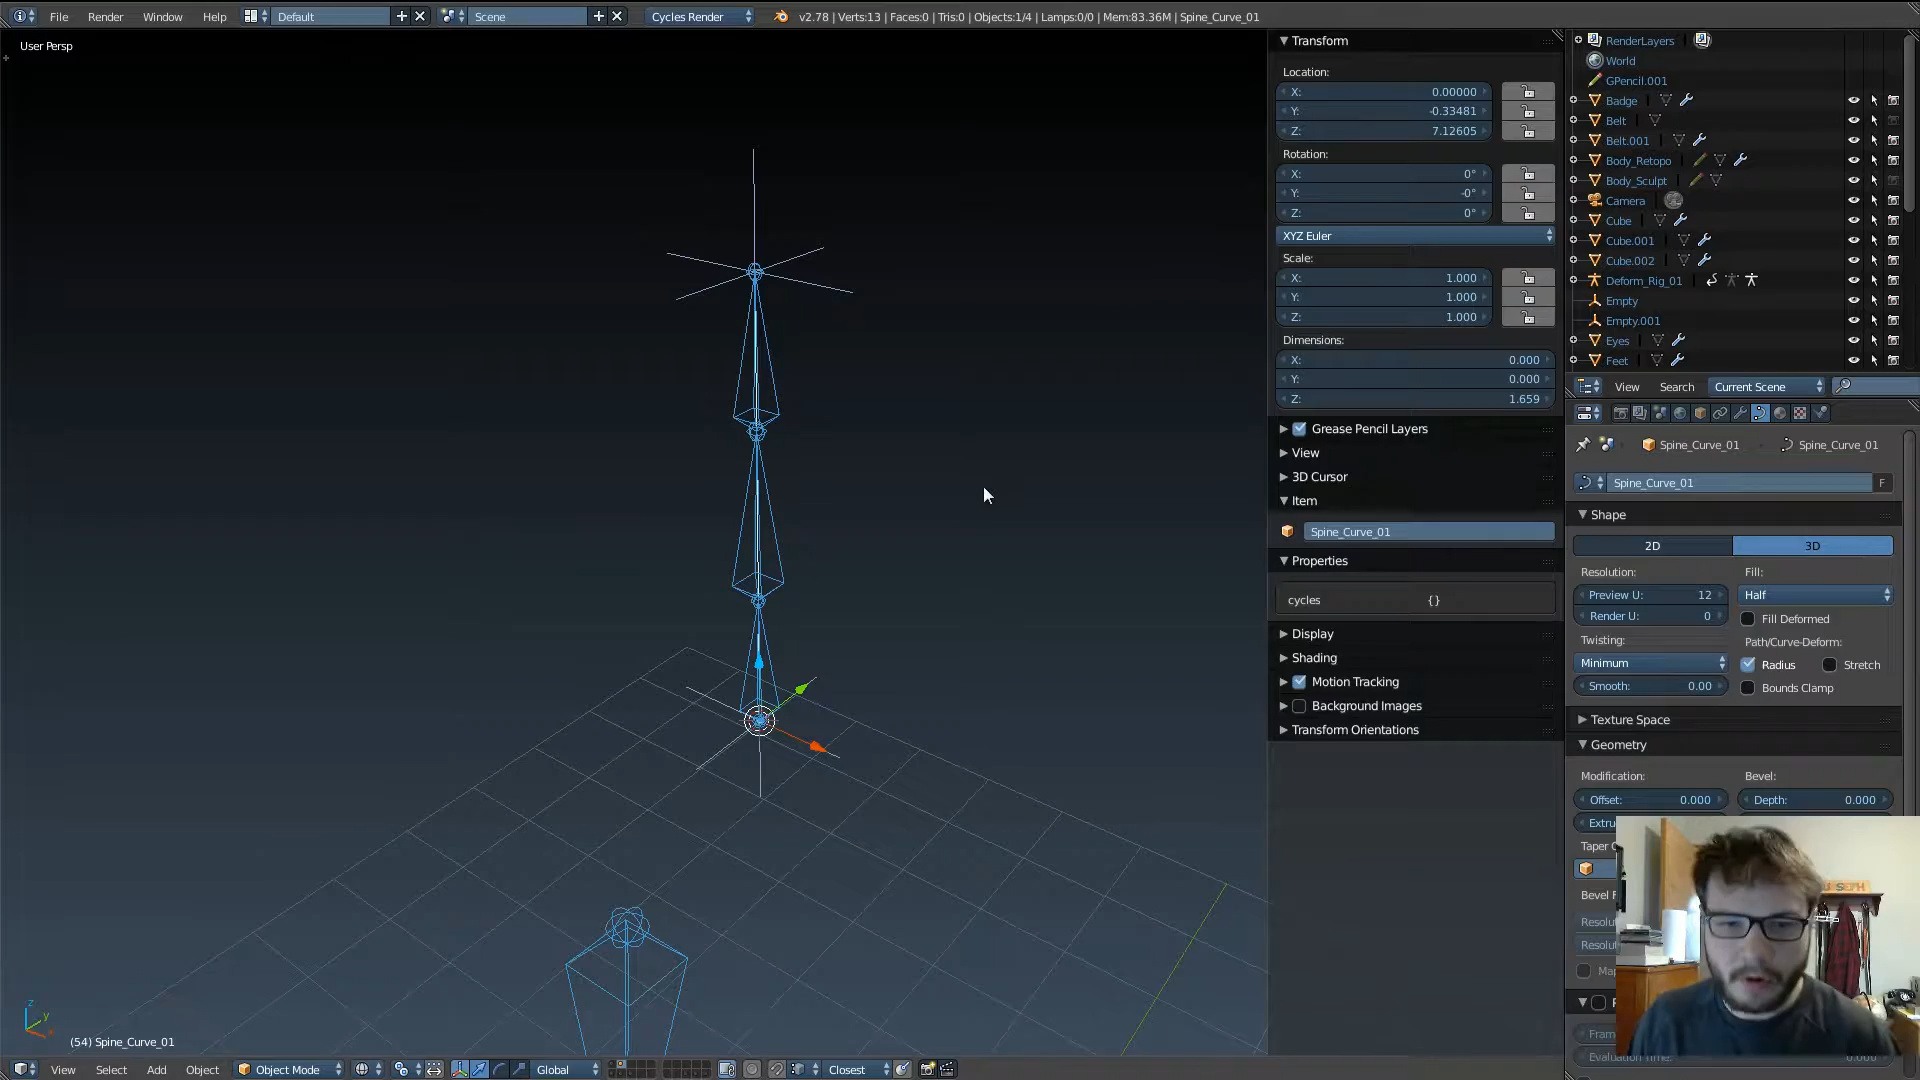 File Render Window Help Default Scene Cycles Render v2.78 | Verts:13 | Faces:0 | Tris:0 | Objects:1/4 | Lamps:0/0 | Mem:83.36M | Spine_Curve_01
User Persp
Transform
Location:
X: 0.00000
Y: -0.33481
Z: 7.12605
Rotation:
X: 0°
Y: -0°
Z: 0°
XYZ Euler
Scale:
X: 1.000
Y: 1.000
Z: 1.000
Dimensions:
X: 0.000
Y: 0.000
Z: 1.659
Grease Pencil Layers
View
3D Cursor
Item
Spine_Curve_01
Properties
cycles {}
Display
Shading
Motion Tracking
Background Images
Transform Orientations
RenderLayers
World
GPencil.001
Badge
Belt
Belt.001
Body_Retopo
Body_Sculpt
Camera
Cube
Cube.001
Cube.002
Deform_Rig_01
Empty
Empty.001
Eyes
Feet
View Search Current Scene
Spine_Curve_01 Spine_Curve_01
Spine_Curve_01 F
Shape
2D 3D
Resolution: Fill:
Preview U: 12 Half
Render U: 0 Fill Deformed
Twisting: Path/Curve-Deform:
Minimum Radius Stretch
Smooth: 0.00 Bounds Clamp
Texture Space
Geometry
Modification: Bevel:
Offset: 0.000 Depth: 0.000
Extru
Taper O
Bevel
Resolu
Resolu
Fram
z
y
(54) Spine_Curve_01
View Select Add Object Object Mode Global Closest